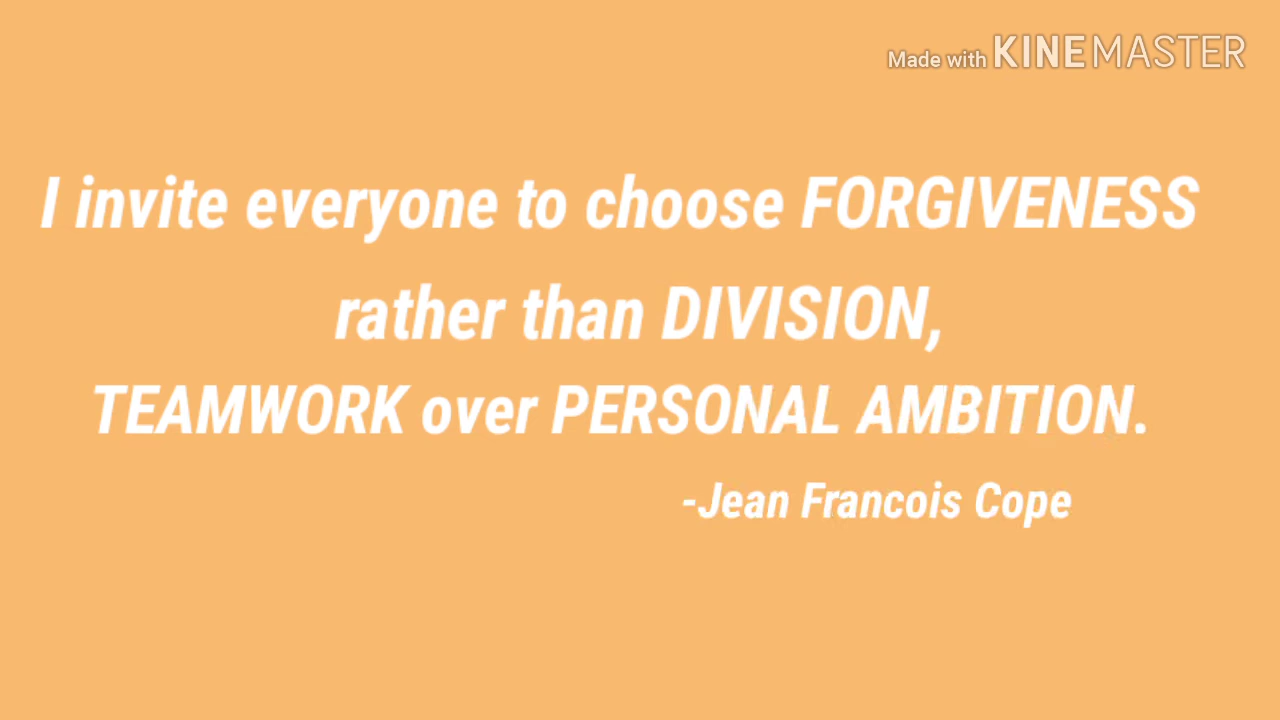 Made with KINEMASTER
I invite everyone to choose FORGIVENESS
rather than DIVISION,
TEAMWORK over PERSONAL AMBITION.
-Jean Francois Cope